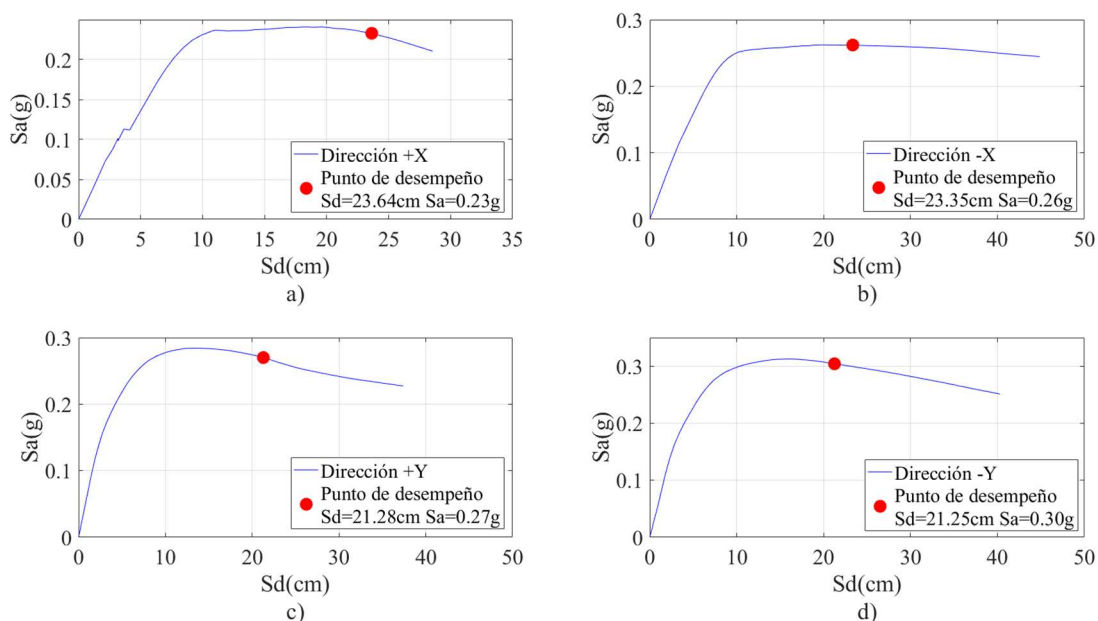 0.2
0.15
0.1
0.05
0
Sa(g)
Dirección +X
Punto de desempeño
Sd=23.64cm Sa=0.23g
0 5 10 15 20 25 30 35
Sd(cm)
a)
0.3
0.2
0.1
0
Sa(g)
Dirección -X
Punto de desempeño
Sd=23.35cm Sa=0.26g
0 10 20 30 40 50
Sd(cm)
b)
0.3
0.2
0.1
0
Sa(g)
Dirección +Y
Punto de desempeño
Sd=21.28cm Sa=0.27g
0 10 20 30 40 50
Sd(cm)
c)
0.3
0.2
0.1
0
Sa(g)
Dirección -Y
Punto de desempeño
Sd=21.25cm Sa=0.30g
0 10 20 30 40 50
Sd(cm)
d)